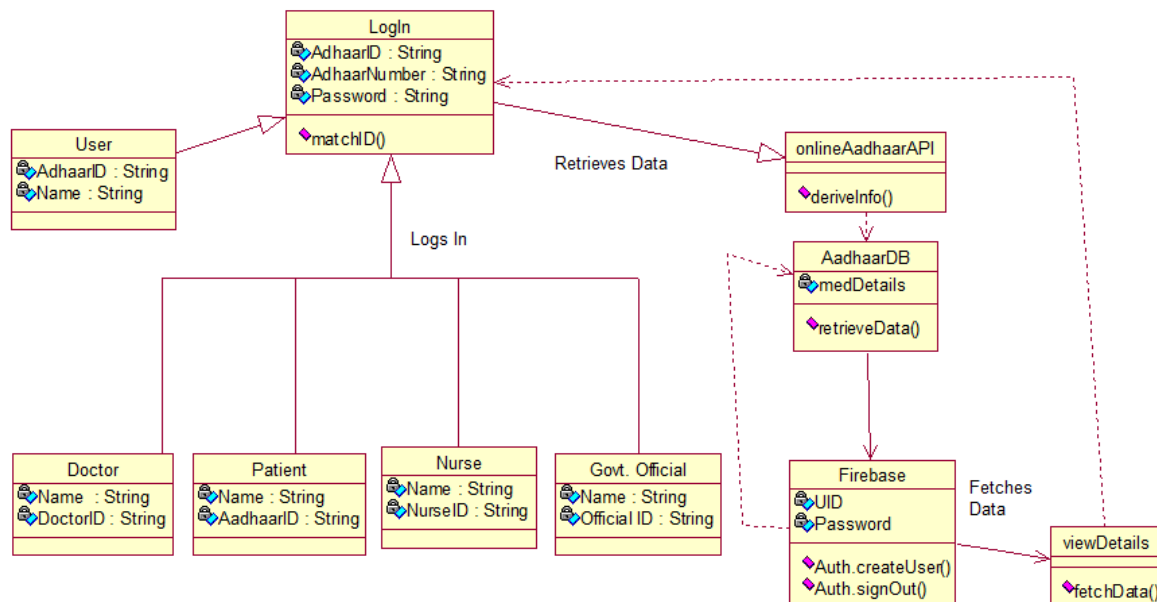 LogIn
AdhaarID : String
AdhaarNumber : String
Password : String
matchID()
User
AdhaarID : String
Name : String
Retrieves Data
onlineAadhaarAPI
deriveInfo()
Logs In
AadhaarDB
medDetails
retrieveData()
Doctor
Name : String
DoctorID : String
Patient
Name : String
AadhaarID : String
Nurse
Name : String
NurseID : String
Govt. Official
Name : String
Official ID : String
Firebase
UID
Password
Auth.createUser()
Auth.signOut()
Fetches
Data
viewDetails
fetchData()